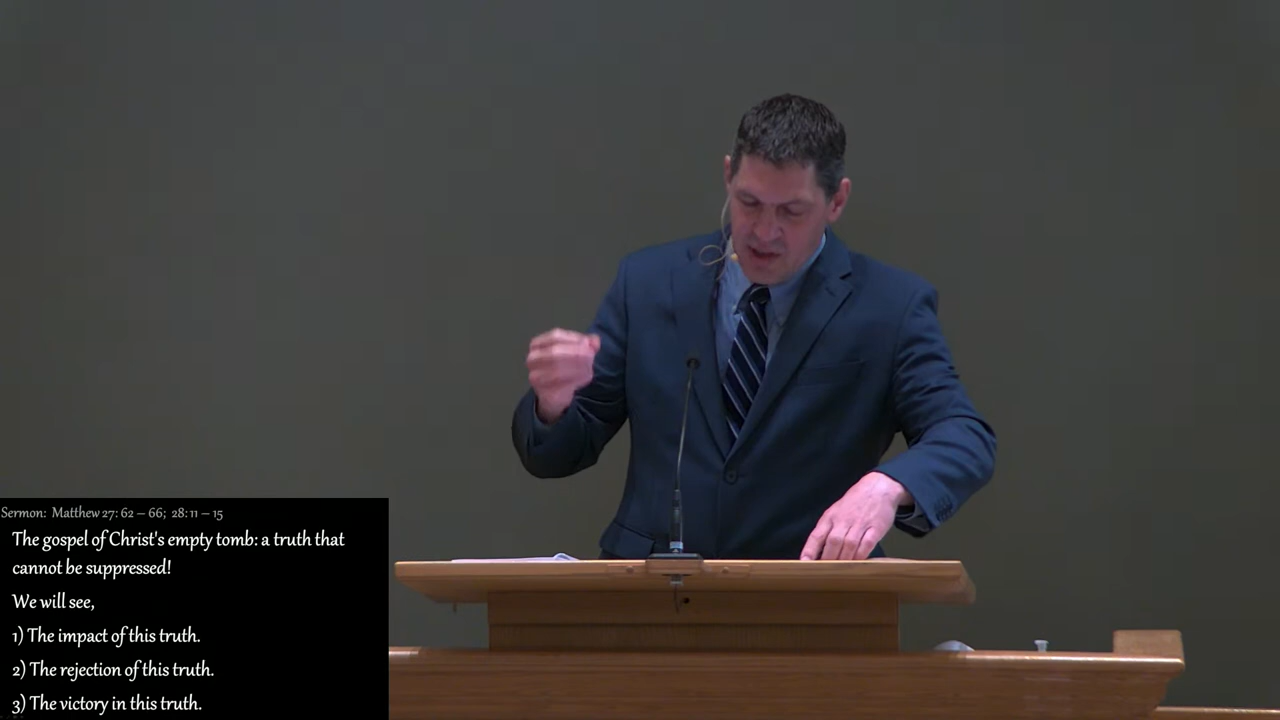 Sermon: Matthew 27: 62 – 66; 28:11 – 15
The gospel of Christ's empty tomb: a truth that
cannot be suppressed!
We will see,
1) The impact of this truth.
2) The rejection of this truth.
3) The victory in this truth.